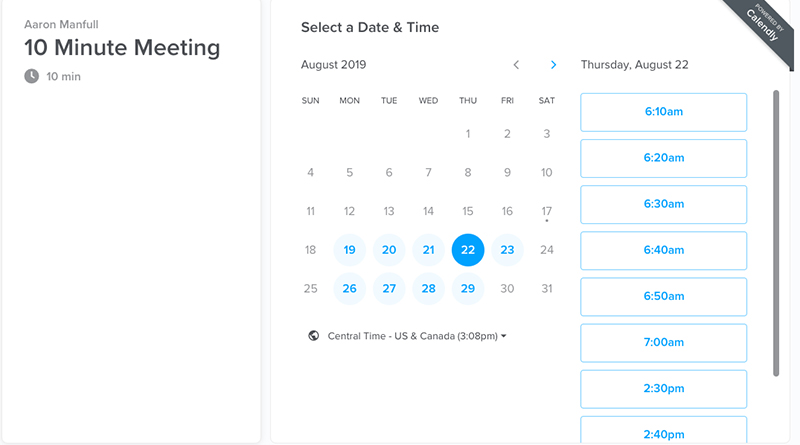 Aaron Manfull
10 Minute Meeting
10 min
Select a Date & Time
August 2019
SUN MON TUE WED THU FRI SAT
1 2 3
4 5 6 7 8 9 10
11 12 13 14 15 16 17
18 19 20 21 22 23 24
25 26 27 28 29 30 31
Central Time - US & Canada (3:08pm)
Thursday, August 22
6:10am
6:20am
6:30am
6:40am
6:50am
7:00am
2:30pm
2:40pm
POWERED BY
Calendly